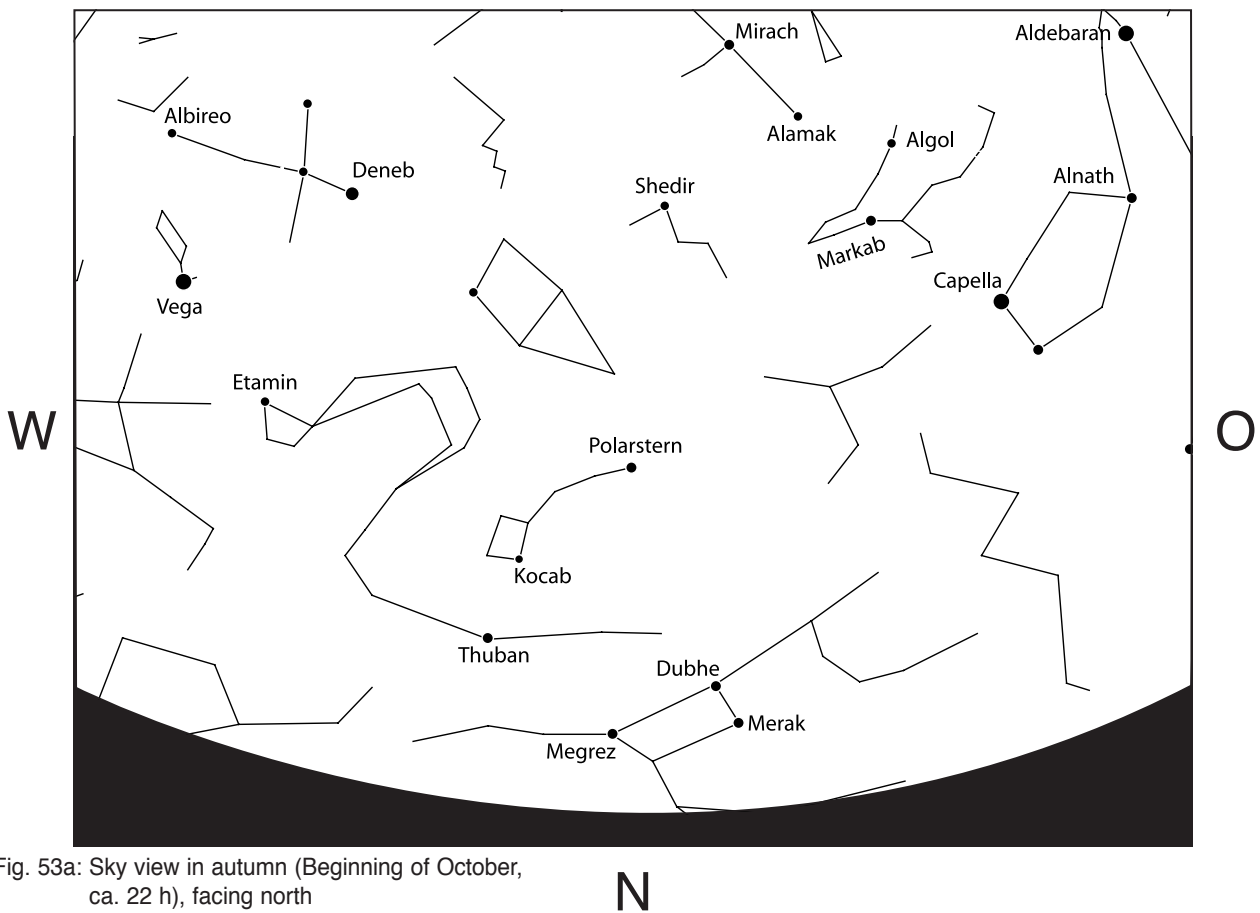 Mirach
Aldebaran
Albireo
Alamak
Algol
Deneb
Alnath
Shedir
Markab
Capella
Vega
Etamin
W
O
Polarstern
Kocab
Thuban
Dubhe
Merak
Megrez
Fig. 53a: Sky view in autumn (Beginning of October,
ca. 22 h), facing north
N